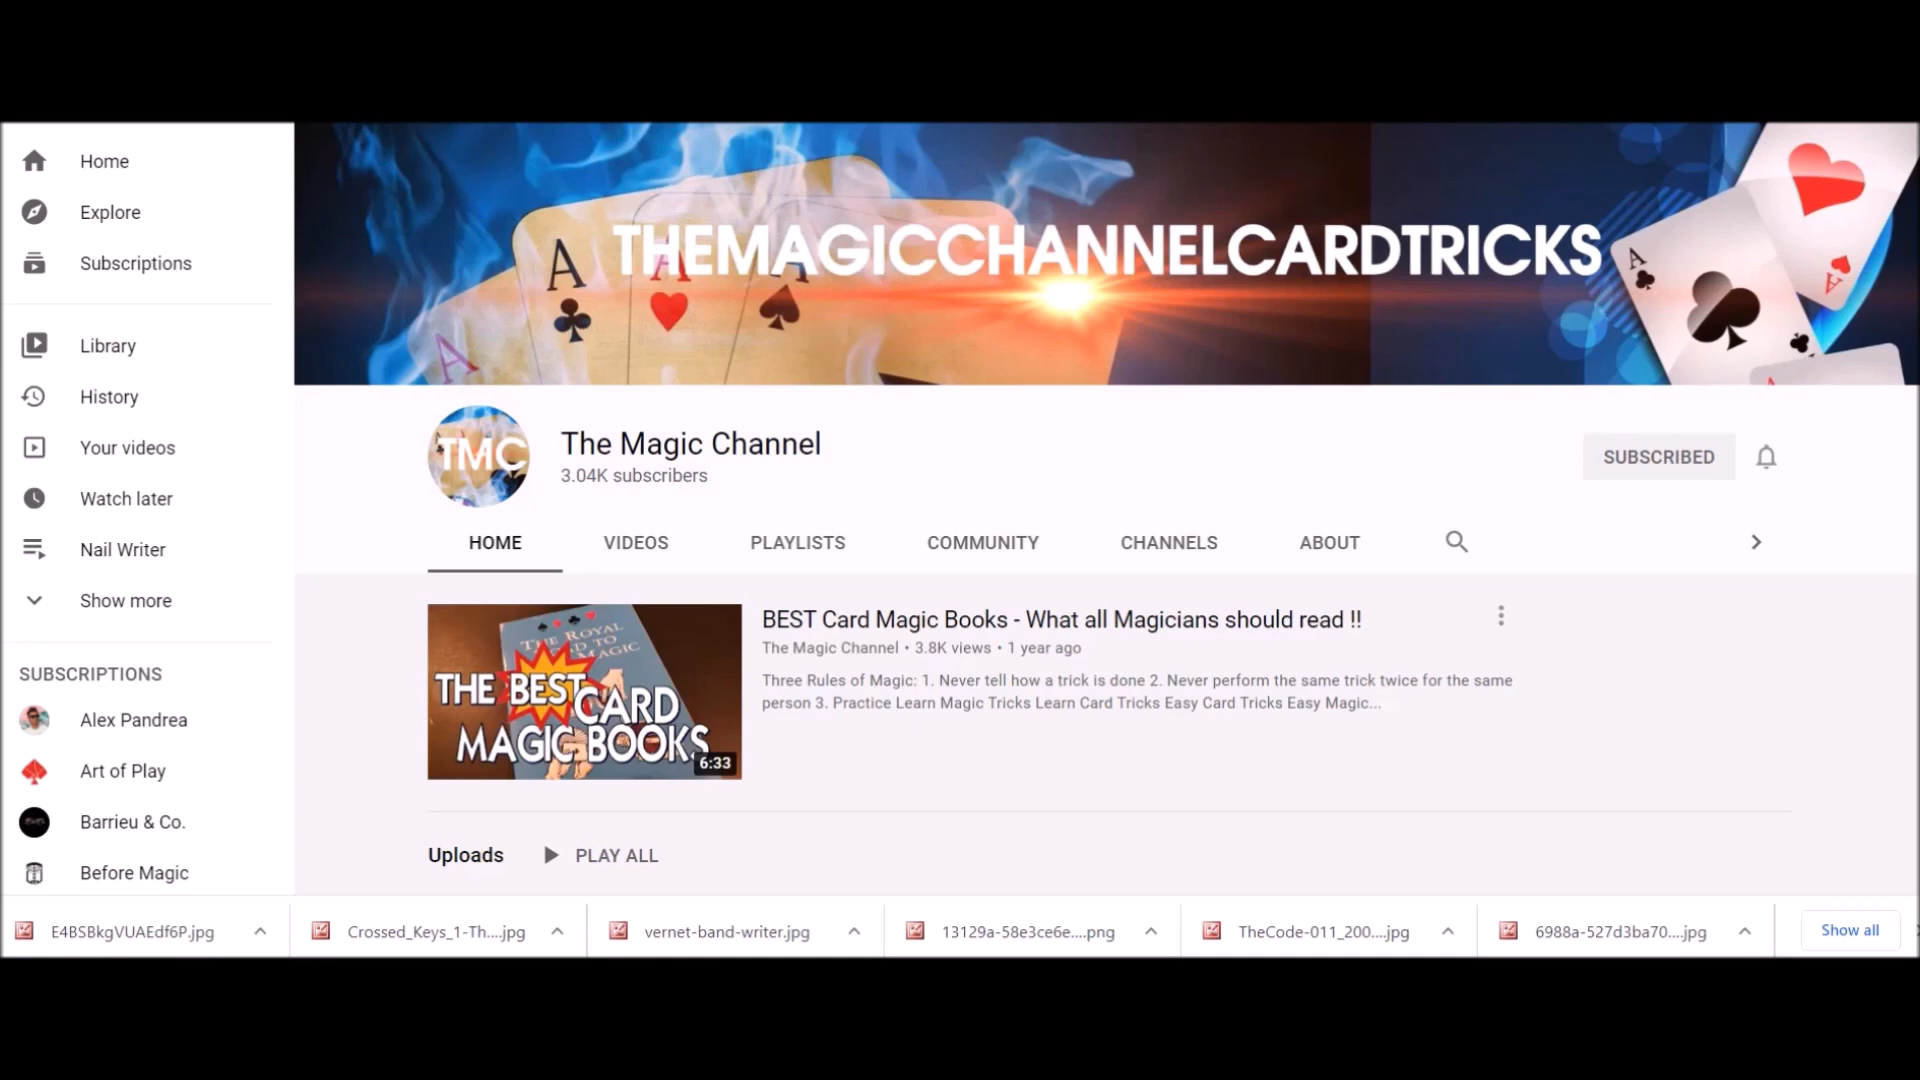 Home
Explore
Subscriptions
Library
History
Your videos
Watch later
Nail Writer
Show more
SUBSCRIPTIONS
Alex Pandrea
Art of Play
Barrieu & Co.
Before Magic
A A A A
THEMAGICCHANNELCARDTRICKS
A
A
TMC
The Magic Channel
3.04K subscribers
SUBSCRIBED
HOME VIDEOS PLAYLISTS COMMUNITY CHANNELS ABOUT
THE ROYAL
TO
MAGIC
THE BEST
CARD
MAGIC BOOKS
6:33
BEST Card Magic Books - What all Magicians should read !!
The Magic Channel • 3.8K views • 1 year ago
Three Rules of Magic: 1. Never tell how a trick is done 2. Never perform the same trick twice for the same
person 3. Practice Learn Magic Tricks Learn Card Tricks Easy Card Tricks Easy Magic...
Uploads PLAY ALL
E4BSBkgVUAEdf6P.jpg Crossed_Keys_1-Th....jpg vernet-band-writer.jpg 13129a-58e3ce6e....png TheCode-011_200....jpg 6988a-527d3ba70....jpg Show all